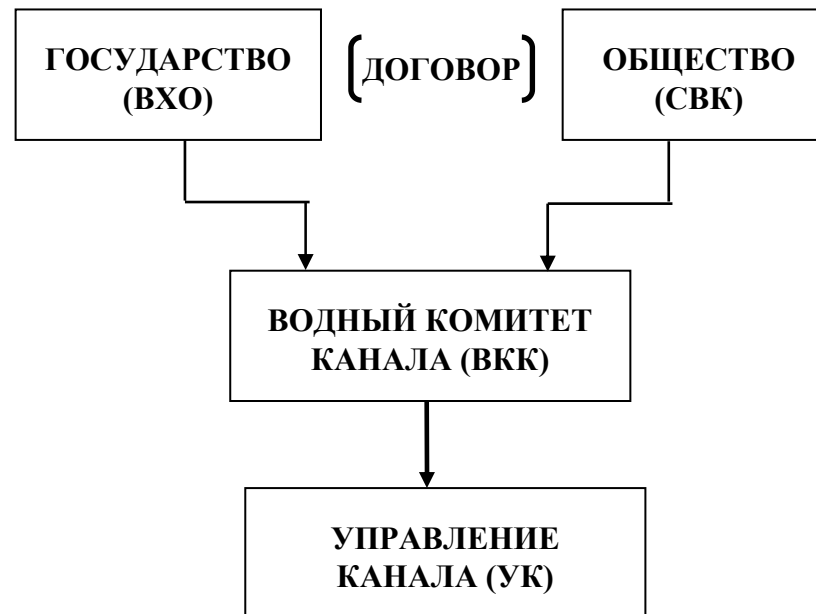 ГОСУДАРСТВО
(ВХО)
ДОГОВОР
ОБЩЕСТВО
(СВК)
ВОДНЫЙ КОМИТЕТ
КАНАЛА (ВКК)
УПРАВЛЕНИЕ
КАНАЛА (УК)